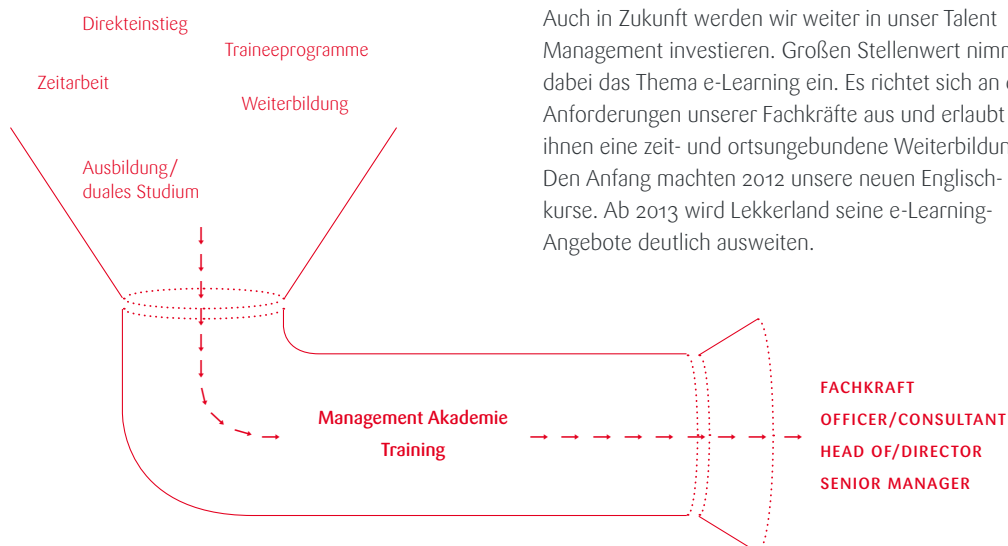 Direkteinstieg
Traineeprogramme
Zeitarbeit
Weiterbildung
Ausbildung/
duales Studium
Auch in Zukunft werden wir weiter in unser Talent
Management investieren. Großen Stellenwert
dabei das Thema e-Learning ein. Es richtet sich an
Anforderungen unserer Fachkräfte aus und erlaubt
ihnen eine zeit- und ortsungebundene
Den Anfang machten 2012 unsere neuen Englisch-
kurse. Ab 2013 wird Lekkerland seine e-Learning-
Angebote deutlich ausweiten.
Management Akademie
Training
FACHKRAFT
OFFICER/CONSULTANT
HEAD OF/DIRECTOR
SENIOR MANAGER